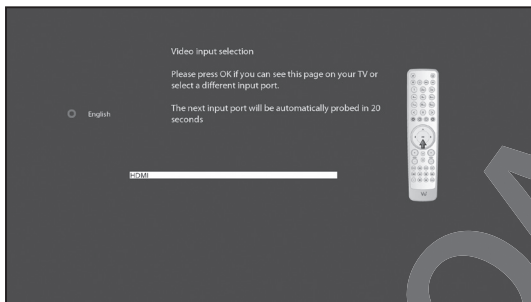 Video input selection
Please press OK if you can see this page on your TV or
select a different input port.
English
The next input port will be automatically probed in 20
seconds
HDMI